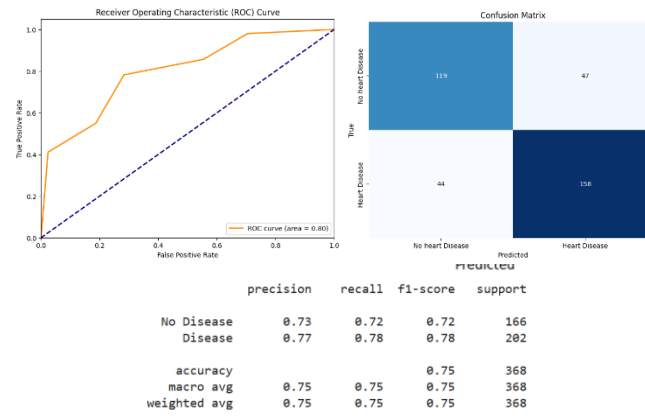 Receiver Operating Characteristic (ROC) Curve
1.0
0.8
0.6
0.4
0.2
0.0
True Positive Rate
0.0 0.2 0.4 0.6 0.8 1.0
False Positive Rate
ROC curve (area = 0.80)
Confusion Matrix
No heart Disease
Heart Disease
True
119 47
44 158
No heart Disease Heart Disease
Predicted
Predicted
precision recall f1-score support
No Disease 0.73 0.72 0.72 166
Disease 0.77 0.78 0.78 202
accuracy 0.75 368
macro avg 0.75 0.75 0.75 368
weighted avg 0.75 0.75 0.75 368